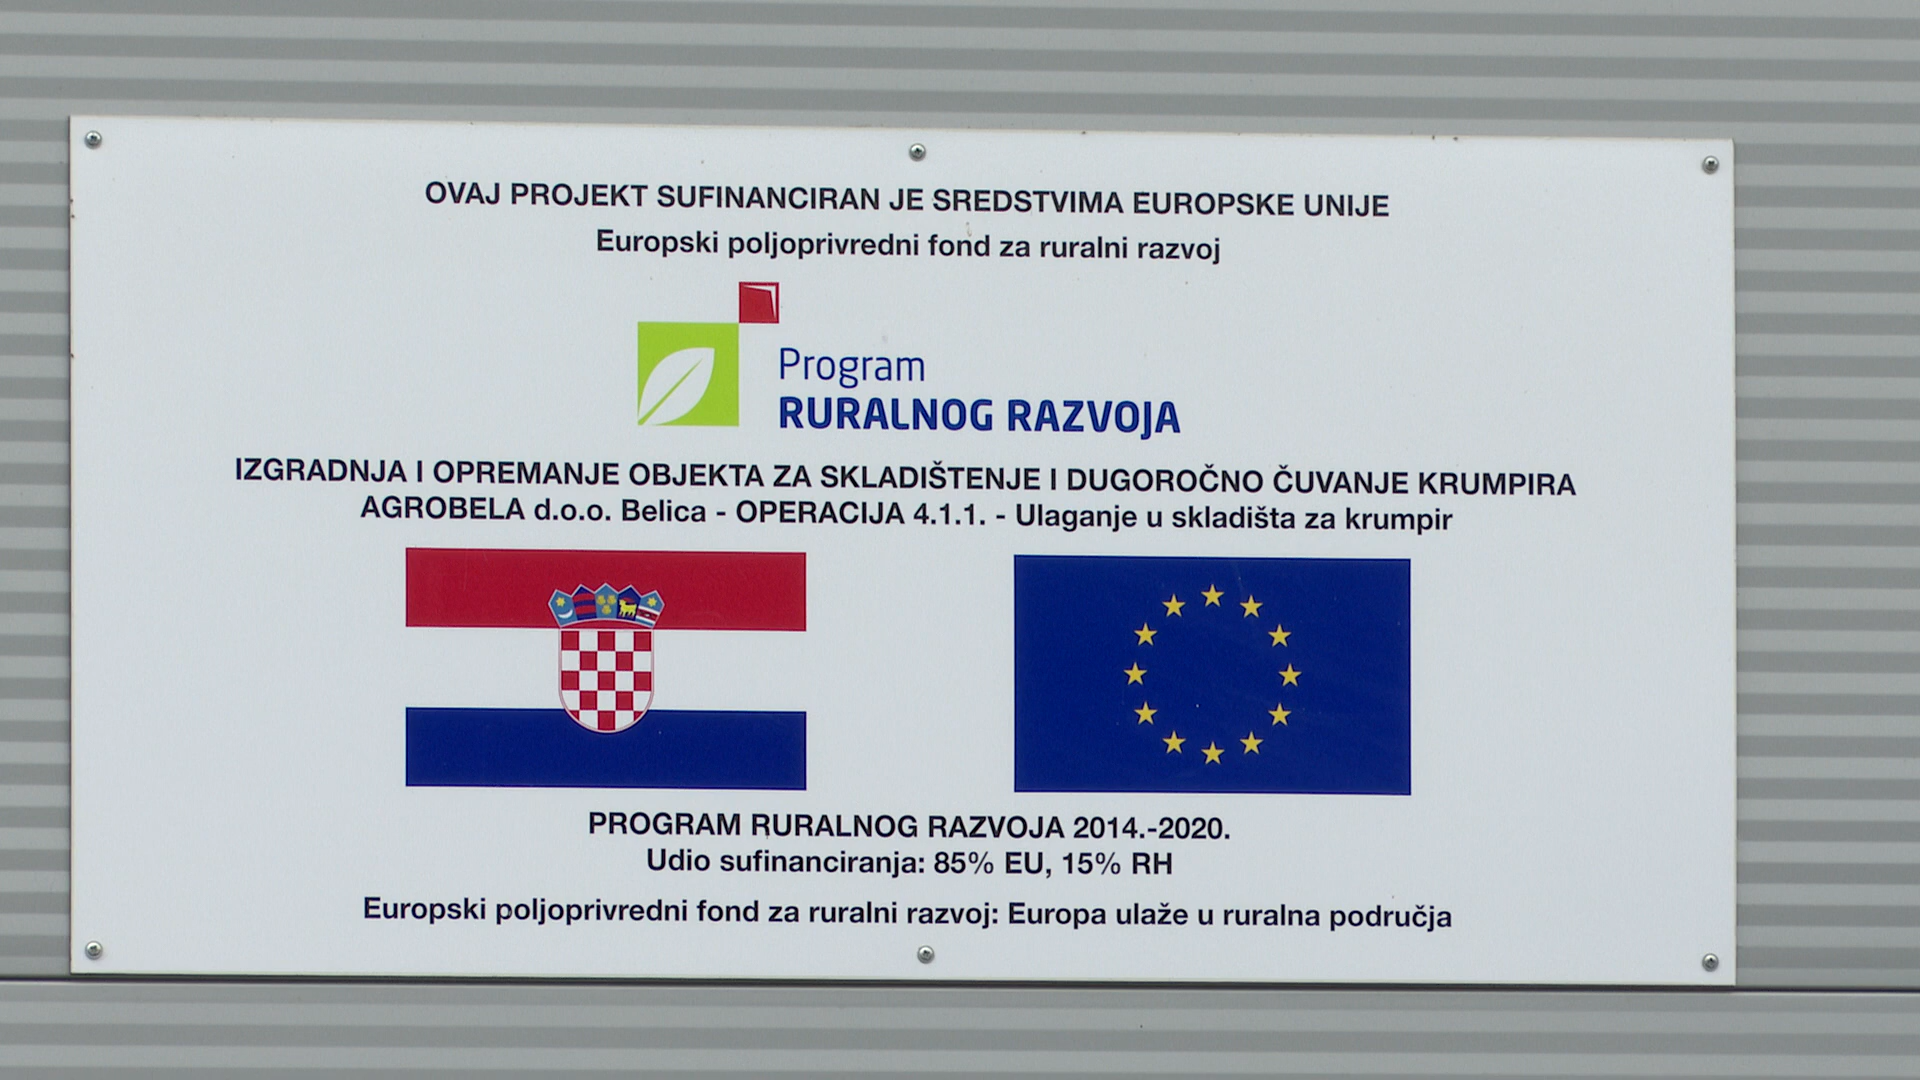 OVAJ PROJEKT SUFINANCIRAN JE SREDSTVIMA EUROPSKE UNIJE
Europski poljoprivredni fond za ruralni razvoj
Program
RURALNOG RAZVOJA
IZGRADNJA I OPREMANJE OBJEKTA ZA SKLADIŠTENJE I DUGOROČNO ČUVANJE KRUMPIRA
AGROBELA d.o.o. Belica - OPERACIJA 4.1.1. - Ulaganje u skladišta za krumpir
PROGRAM RURALNOG RAZVOJA 2014.-2020.
Udio sufinanciranja: 85% EU, 15% RH
Europski poljoprivredni fond za ruralni razvoj: Europa ulaže u ruralna područja